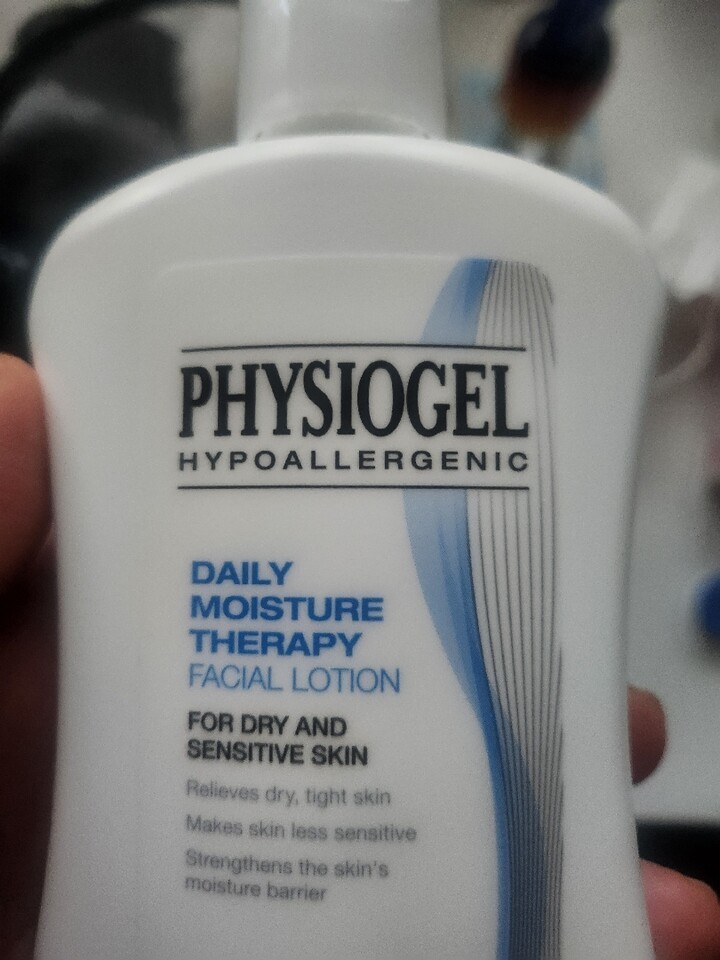 PHYSIOGEL
HYPOALLERGENIC
DAILY
MOISTURE
THERAPY
FACIAL LOTION
FOR DRY AND
SENSITIVE SKIN
Relieves dry, tight skin
Makes skin less sensitive
Strengthens the skin's
moisture barrier